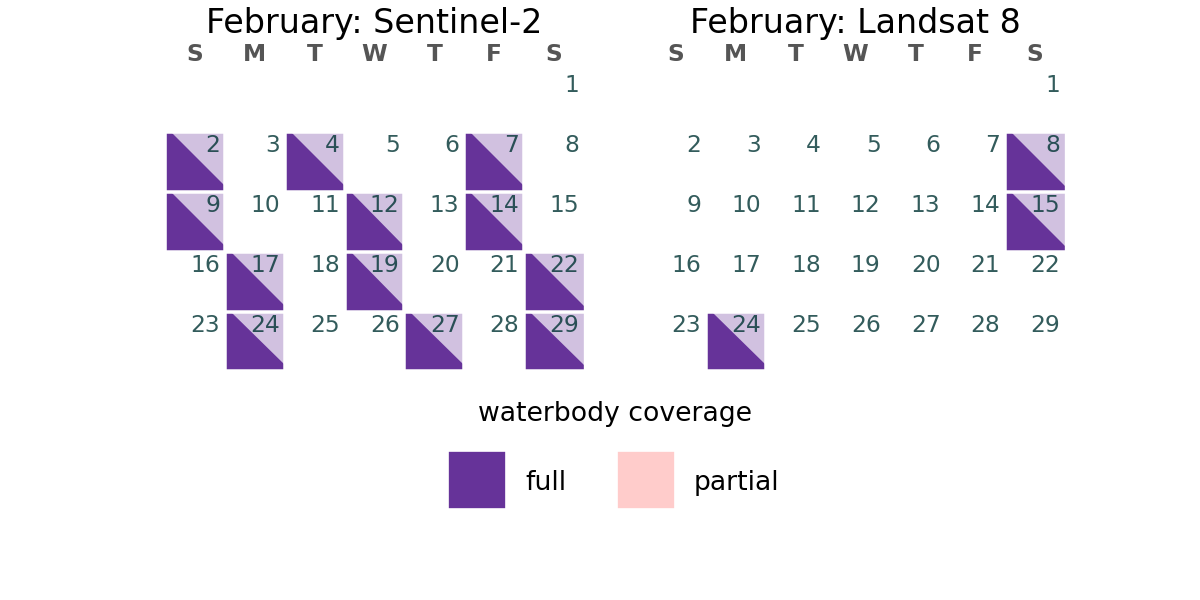 February: Sentinel-2
S M T W T F S
1
2 3 4 5 6 7 8
9 10 11 12 13 14 15
16 17 18 19 20 21 22
23 24 25 26 27 28 29
February: Landsat 8
S M T W T F S
1
2 3 4 5 6 7 8
9 10 11 12 13 14 15
16 17 18 19 20 21 22
23 24 25 26 27 28 29
waterbody coverage
full partial